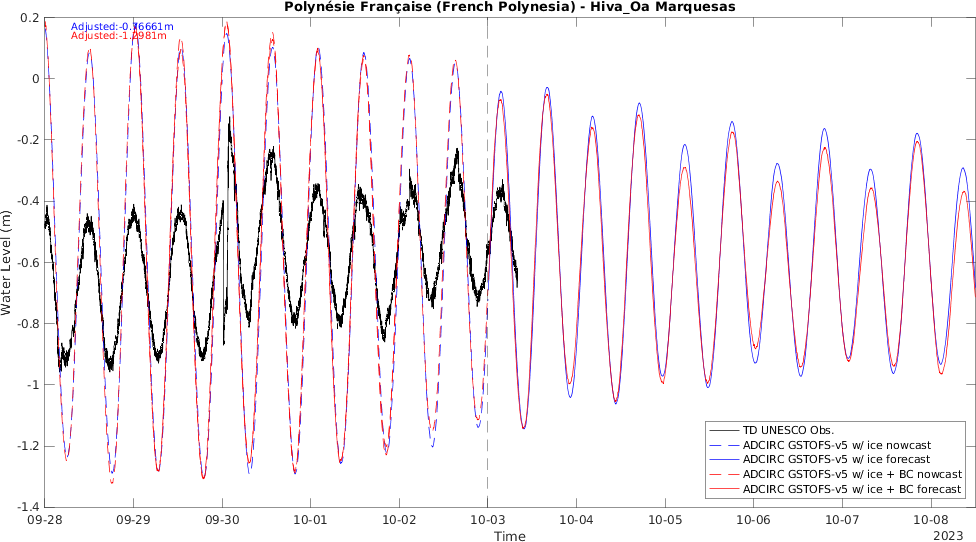 Polynésie Française (French Polynesia) - Hiva_Oa Marquesas
0.2
0
-0.2
-0.4
-0.6
-0.8
-1
-1.2
-1.4
Water Level (m)
Adjusted:-0.76661m
Adjusted:-1.2981m
TD UNESCO Obs.
ADCIRC GSTOFS-v5 w/ ice nowcast
ADCIRC GSTOFS-v5 w/ ice forecast
ADCIRC GSTOFS-v5 w/ ice + BC nowcast
ADCIRC GSTOFS-v5 w/ ice + BC forecast
09-28 09-29 09-30 10-01 10-02 10-03 10-04 10-05 10-06 10-07 10-08
Time
2023